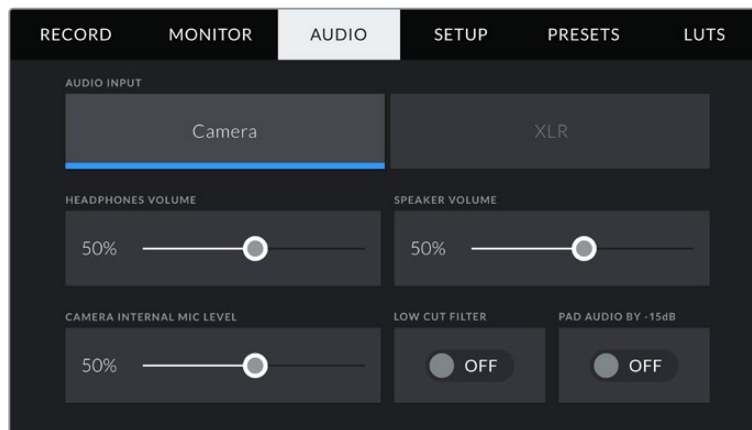 RECORD MONITOR AUDIO SETUP PRESETS LUTS
AUDIO INPUT
Camera XLR
HEADPHONES VOLUME SPEAKER VOLUME
50% 50%
CAMERA INTERNAL MIC LEVEL LOW CUT FILTER PAD AUDIO BY -15dB
50% OFF OFF